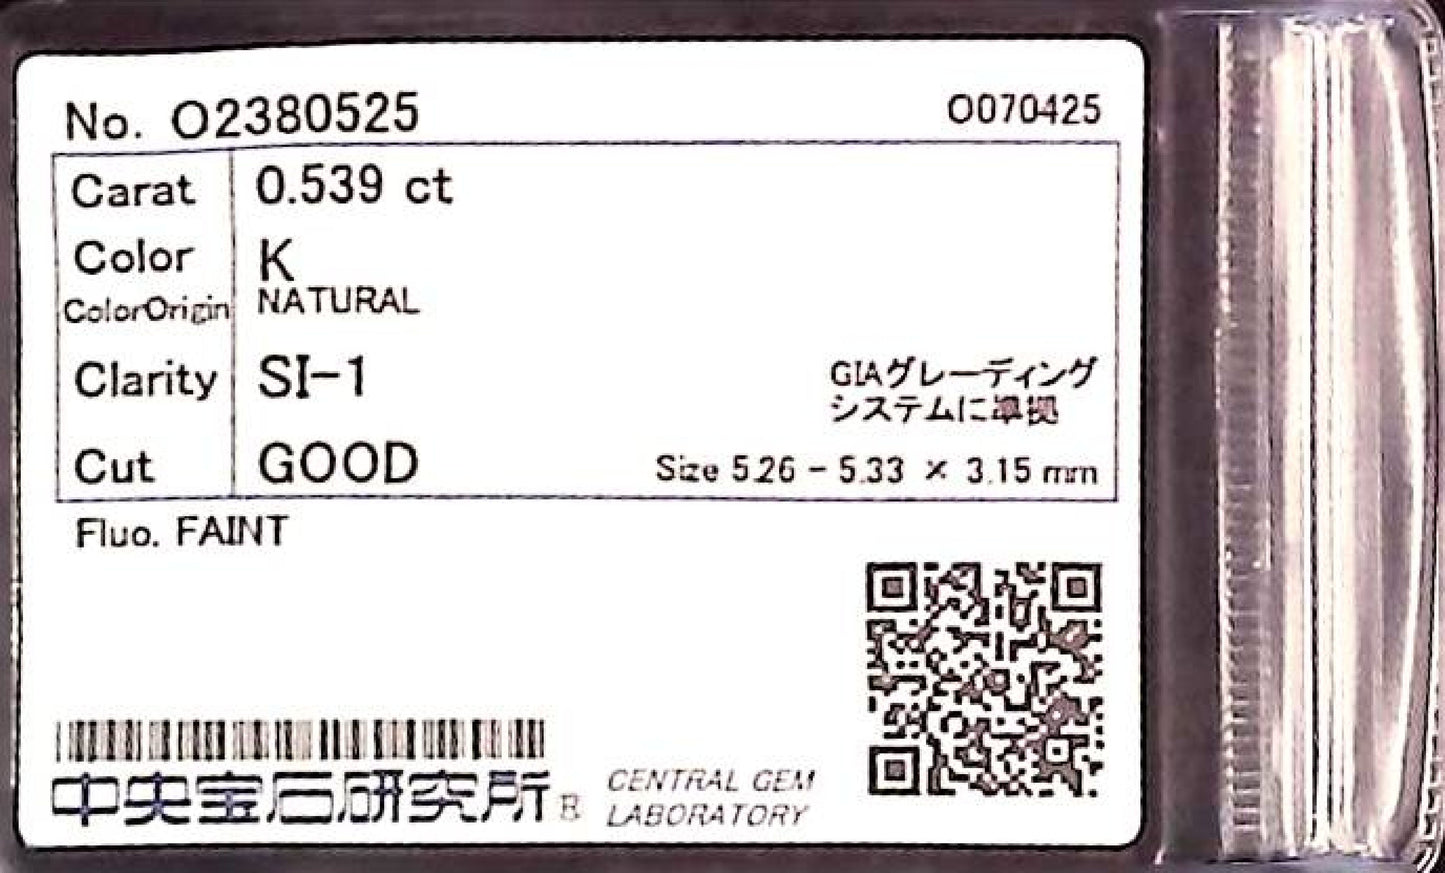 No. O2380525
O070425
Carat 0.539 ct
Color K
ColorOrigin NATURAL
Clarity SI-1
GIAグレーディング
システムに準拠
Cut GOOD
Size 5.26 - 5.33 × 3.15 mm
Fluo. FAINT
中央宝石研究所®
CENTRAL GEM
LABORATORY